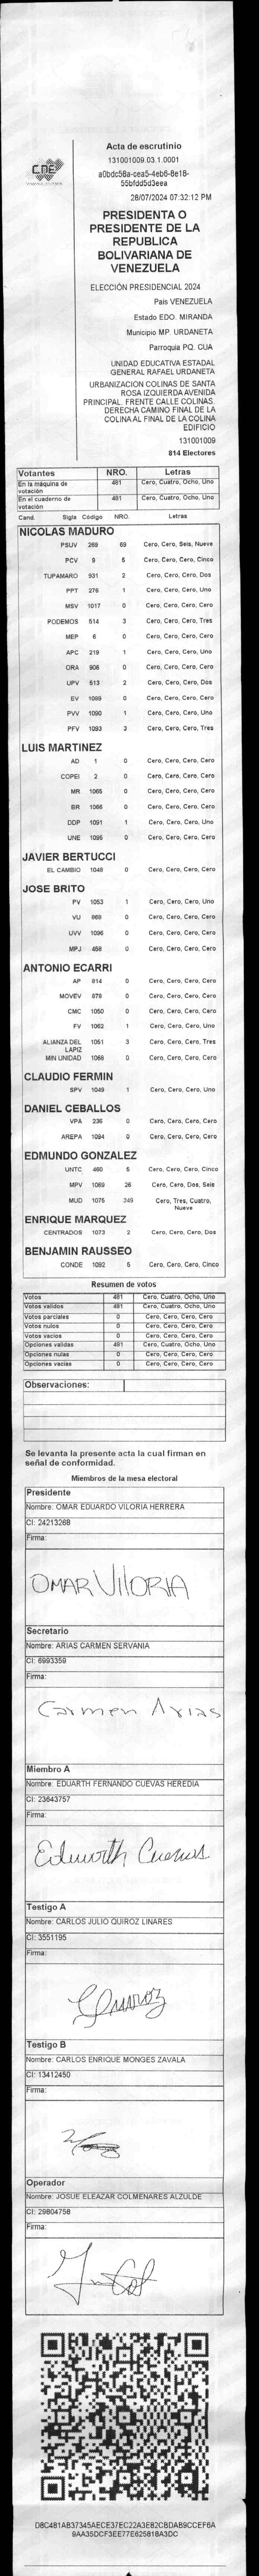 CNE
Acta de escrutinio
131001009.03.1.0001
a0bdc58a-cea5-4eb6-8e18-
55bfdd5d3eea
28/07/2024 07:32:12 PM
PRESIDENTA O
PRESIDENTE DE LA
REPUBLICA
BOLIVARIANA DE
VENEZUELA
ELECCIÓN PRESIDENCIAL 2024
Pais VENEZUELA
Estado EDO. MIRANDA
Municipio MP. URDANETA
Parroquia PQ. CUA
UNIDAD EDUCATIVA ESTADAL
GENERAL RAFAEL URDANETA
URBANIZACION COLINAS DE SANTA
ROSA IZQUIERDA AVENIDA
PRINCIPAL. FRENTE CALLE COLINAS.
DERECHA CAMINO FINAL DE LA
COLINA AL FINAL DE LA COLINA
EDIFICIO
131001009
814 Electores
Votantes NRO. Letras
En la máquina de votación 481 Cero, Cuatro, Ocho, Uno
En el cuaderno de votación 481 Cero, Cuatro, Ocho, Uno
Cand. Sigla Código NRO. Letras
NICOLAS MADURO
PSUV 269 69 Cero, Cero, Seis, Nueve
PCV 9 5 Cero, Cero, Cero, Cinco
TUPAMARO 931 2 Cero, Cero, Cero, Dos
PPT 276 1 Cero, Cero, Cero, Uno
MSV 1017 0 Cero, Cero, Cero, Cero
PODEMOS 514 3 Cero, Cero, Cero, Tres
MEP 6 0 Cero, Cero, Cero, Cero
APC 219 1 Cero, Cero, Cero, Uno
ORA 906 0 Cero, Cero, Cero, Cero
UPV 513 2 Cero, Cero, Cero, Dos
EV 1089 0 Cero, Cero, Cero, Cero
PVV 1090 1 Cero, Cero, Cero, Uno
PFV 1093 3 Cero, Cero, Cero, Tres
LUIS MARTINEZ
AD 1 0 Cero, Cero, Cero, Cero
COPEI 2 0 Cero, Cero, Cero, Cero
MR 1065 0 Cero, Cero, Cero, Cero
BR 1066 0 Cero, Cero, Cero, Cero
DDP 1091 1 Cero, Cero, Cero, Uno
UNE 1095 0 Cero, Cero, Cero, Cero
JAVIER BERTUCCI
EL CAMBIO 1048 0 Cero, Cero, Cero, Cero
JOSE BRITO
PV 1053 1 Cero, Cero, Cero, Uno
VU 869 0 Cero, Cero, Cero, Cero
UVV 1096 0 Cero, Cero, Cero, Cero
MPJ 458 0 Cero, Cero, Cero, Cero
ANTONIO ECARRI
AP 814 0 Cero, Cero, Cero, Cero
MOVEV 879 0 Cero, Cero, Cero, Cero
CMC 1050 0 Cero, Cero, Cero, Cero
FV 1062 1 Cero, Cero, Cero, Uno
ALIANZA DEL LAPIZ 1051 3 Cero, Cero, Cero, Tres
MIN UNIDAD 1068 0 Cero, Cero, Cero, Cero
CLAUDIO FERMIN
SPV 1049 1 Cero, Cero, Cero, Uno
DANIEL CEBALLOS
VPA 236 0 Cero, Cero, Cero, Cero
AREPA 1094 0 Cero, Cero, Cero, Cero
EDMUNDO GONZALEZ
UNTC 460 5 Cero, Cero, Cero, Cinco
MPV 1069 26 Cero, Cero, Dos, Seis
MUD 1075 349 Cero, Tres, Cuatro, Nueve
ENRIQUE MARQUEZ
CENTRADOS 1073 2 Cero, Cero, Cero, Dos
BENJAMIN RAUSSEO
CONDE 1092 5 Cero, Cero, Cero, Cinco
Resumen de votos
Votos 481 Cero, Cuatro, Ocho, Uno
Votos validos 481 Cero, Cuatro, Ocho, Uno
Votos parciales 0 Cero, Cero, Cero, Cero
Votos nulos 0 Cero, Cero, Cero, Cero
Votos vacios 0 Cero, Cero, Cero, Cero
Opciones validas 481 Cero, Cuatro, Ocho, Uno
Opciones nulas 0 Cero, Cero, Cero, Cero
Opciones vacias 0 Cero, Cero, Cero, Cero
Observaciones:
Se levanta la presente acta la cual firman en
señal de conformidad.
Miembros de la mesa electoral
Presidente
Nombre: OMAR EDUARDO VILORIA HERRERA
CI: 24213268
Firma:
OMAR VILORIA
Secretario
Nombre: ARIAS CARMEN SERVANIA
CI: 6993359
Firma:
Carmen Arias
Miembro A
Nombre: EDUARTH FERNANDO CUEVAS HEREDIA
CI: 23643757
Firma:
Eduarth Cuevas
Testigo A
Nombre: CARLOS JULIO QUIROZ LINARES
CI: 3551195
Firma:
Quiroz
Testigo B
Nombre: CARLOS ENRIQUE MONGES ZAVALA
CI: 13412450
Firma:
Operador
Nombre: JOSUE ELEAZAR COLMENARES ALZULDE
CI: 29804758
Firma:
D8C481AB37345AECE37EC22A3E82CBDAB9CCEF6A
9AA35DCF3EE77E625818A3DC